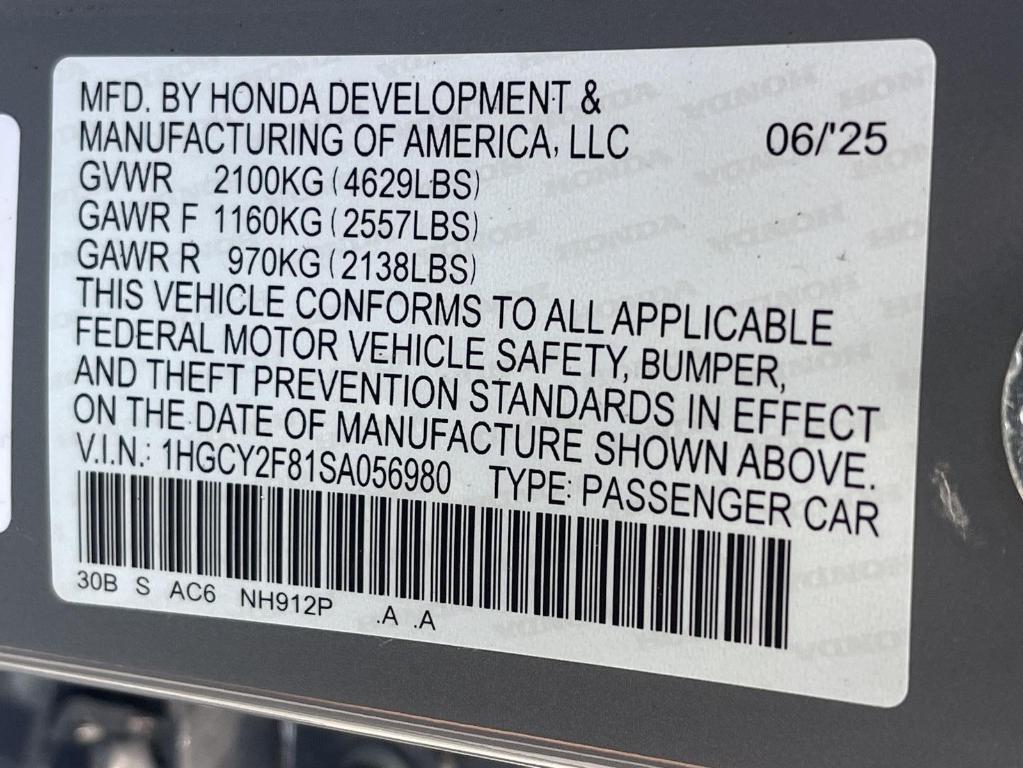 MFD. BY HONDA DEVELOPMENT &
MANUFACTURING OF AMERICA, LLC 06/'25
GVWR 2100KG (4629LBS)
GAWR F 1160KG (2557LBS)
GAWR R 970KG (2138LBS)
THIS VEHICLE CONFORMS TO ALL APPLICABLE
FEDERAL MOTOR VEHICLE SAFETY, BUMPER,
AND THEFT PREVENTION STANDARDS IN EFFECT
ON THE DATE OF MANUFACTURE SHOWN ABOVE.
V.I.N.: 1HGCY2F81SA056980 TYPE: PASSENGER CAR
30B S AC6 NH912P .A .A